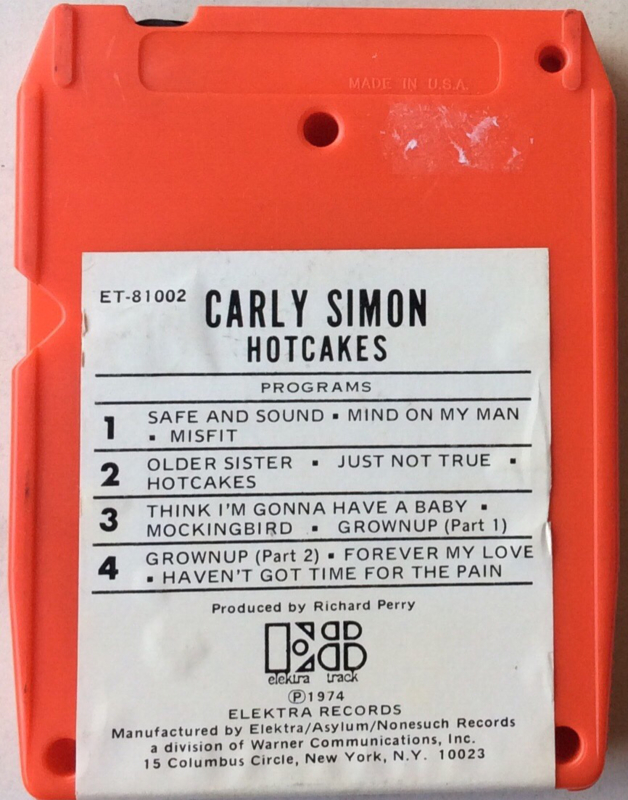 MADE IN U.S.A.
ET-81002 CARLY SIMON
HOTCAKES
PROGRAMS
1 SAFE AND SOUND ▪ MIND ON MY MAN
▪ MISFIT
2 OLDER SISTER ▪ JUST NOT TRUE ▪
HOTCAKES
3 THINK I'M GONNA HAVE A BABY ▪
MOCKINGBIRD ▪ GROWNUP (Part 1)
4 GROWNUP (Part 2) ▪ FOREVER MY LOVE
▪ HAVEN'T GOT TIME FOR THE PAIN
Produced by Richard Perry
elektra track
℗1974
ELEKTRA RECORDS
Manufactured by Elektra/Asylum/Nonesuch Records
a division of Warner Communications, Inc.
15 Columbus Circle, New York, N.Y. 10023